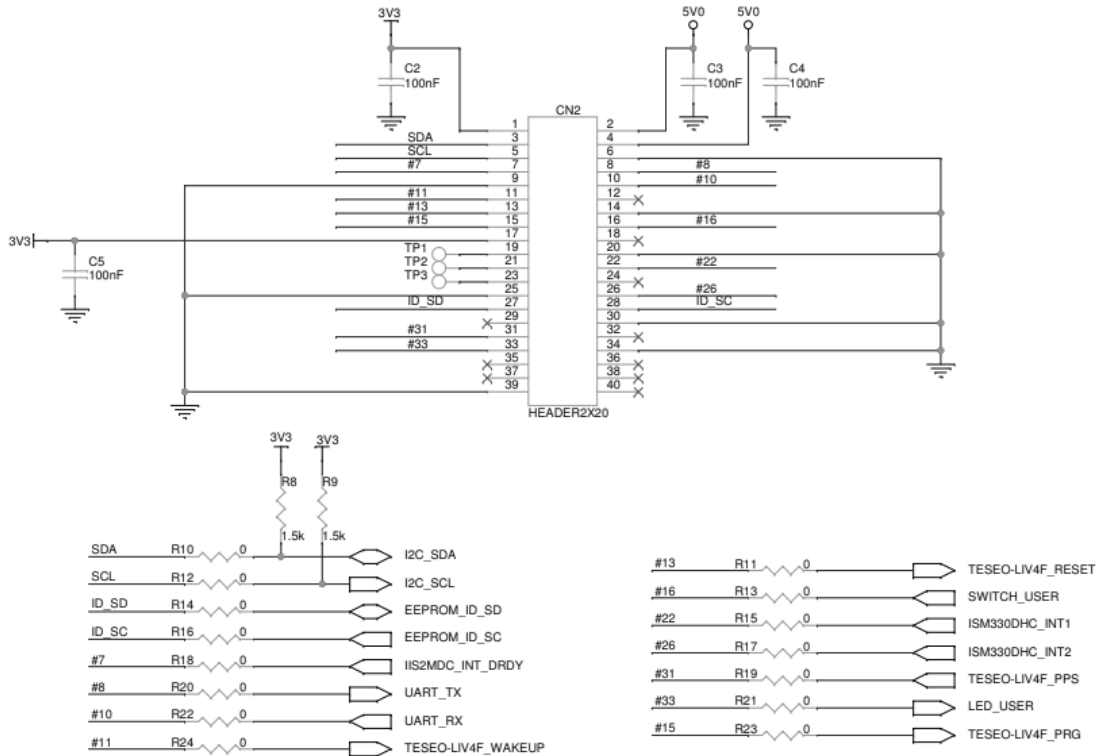 3V3 5V0 5V0
C2 C3 C4
100nF 100nF 100nF
CN2
1 2
SDA 3 4
SCL 5 6
#7 7 8 #8
9 10 #10
#11 11 12
#13 13 14
#15 15 16 #16
3V3 17 18
TP1 19 20
C5 TP2 21 22 #22
100nF TP3 23 24
25 26 #26
ID_SD 27 28 ID_SC
29 30
#31 31 32
#33 33 34
35 36
37 38
39 40
HEADER2X20
3V3 3V3
R8 R9
1.5k 1.5k
SDA R10 0 I2C_SDA
SCL R12 0 I2C_SCL
ID_SD R14 0 EEPROM_ID_SD
ID_SC R16 0 EEPROM_ID_SC
#7 R18 0 IIS2MDC_INT_DRDY
#8 R20 0 UART_TX
#10 R22 0 UART_RX
#11 R24 0 TESEO-LIV4F_WAKEUP
#13 R11 0 TESEO-LIV4F_RESET
#16 R13 0 SWITCH_USER
#22 R15 0 ISM330DHC_INT1
#26 R17 0 ISM330DHC_INT2
#31 R19 0 TESEO-LIV4F_PPS
#33 R21 0 LED_USER
#15 R23 0 TESEO-LIV4F_PRG